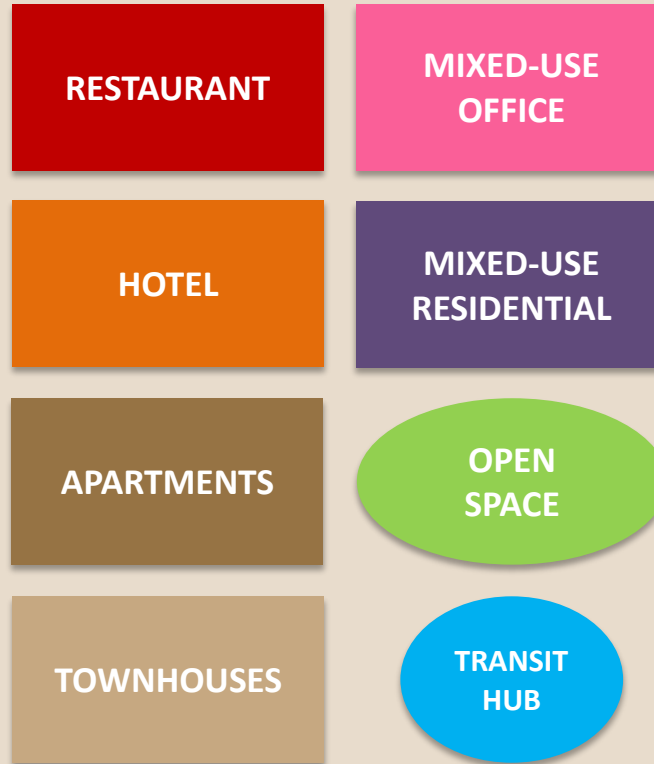 RESTAURANT
MIXED-USE
OFFICE
HOTEL
MIXED-USE
RESIDENTIAL
APARTMENTS
OPEN
SPACE
TOWNHOUSES
TRANSIT
HUB